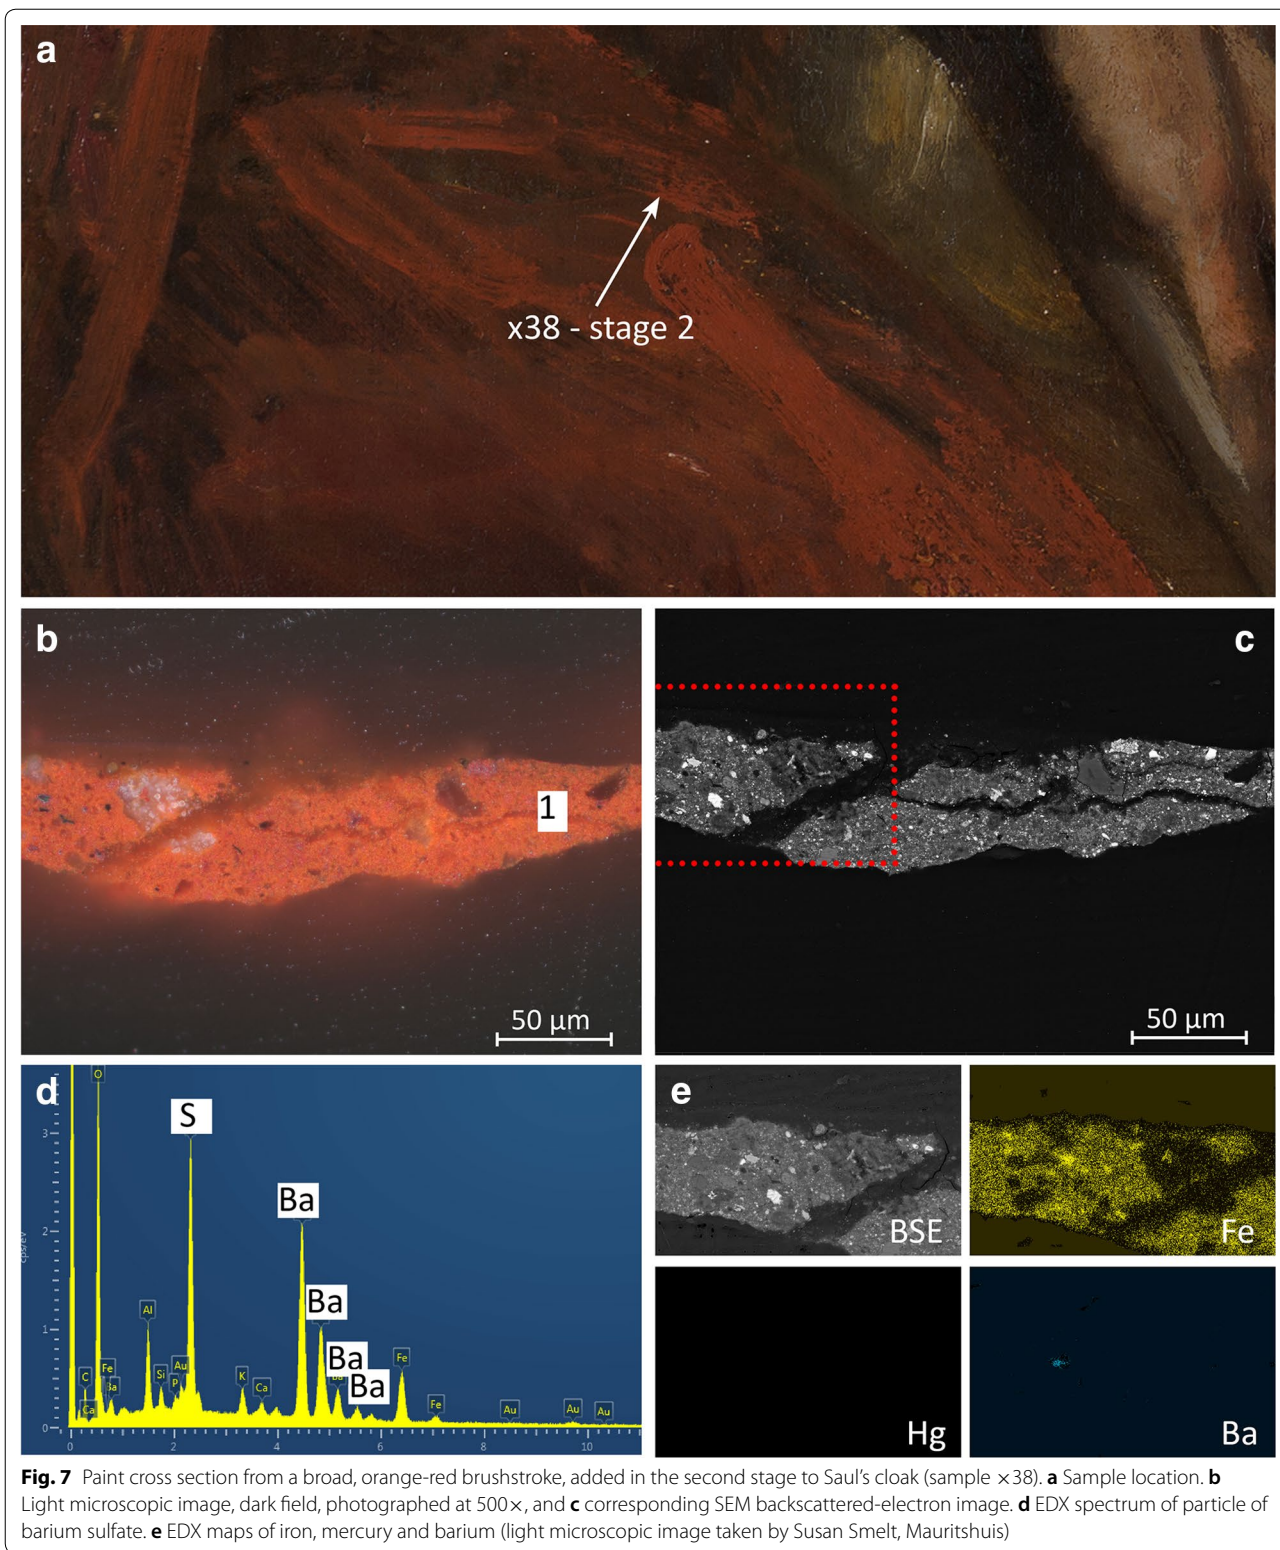 a
x38 - stage 2
b
1
50 µm
c
50 µm
d
O
S
Ba
Ba
Ba
Ba
Al
C
Fe
Ba
Ca
Si
P
Au
K
Ca
Fe
Fe
Au
Au
Au
3
2
1
0
cps/eV
0 2 4 6 8 10
e
BSE
Fe
Hg
Ba
Fig. 7 Paint cross section from a broad, orange-red brushstroke, added in the second stage to Saul’s cloak (sample ×38). a Sample location. b
Light microscopic image, dark field, photographed at 500×, and c corresponding SEM backscattered-electron image. d EDX spectrum of particle of
barium sulfate. e EDX maps of iron, mercury and barium (light microscopic image taken by Susan Smelt, Mauritshuis)